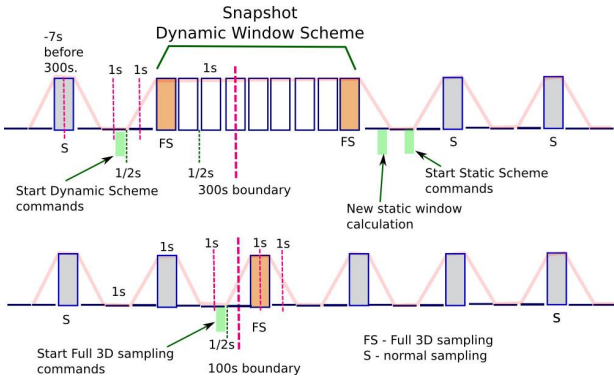 Snapshot
Dynamic Window Scheme
-7s
before
300s.
1s
1s
1s
S
FS
FS
S
S
1/2s
1/2s
Start Dynamic Scheme
commands
300s boundary
Start Static Scheme
commands
New static window
calculation
1s
1s
1s
1s
1s
S
1/2s
FS
S
Start Full 3D sampling
commands
100s boundary
FS - Full 3D sampling
S - normal sampling